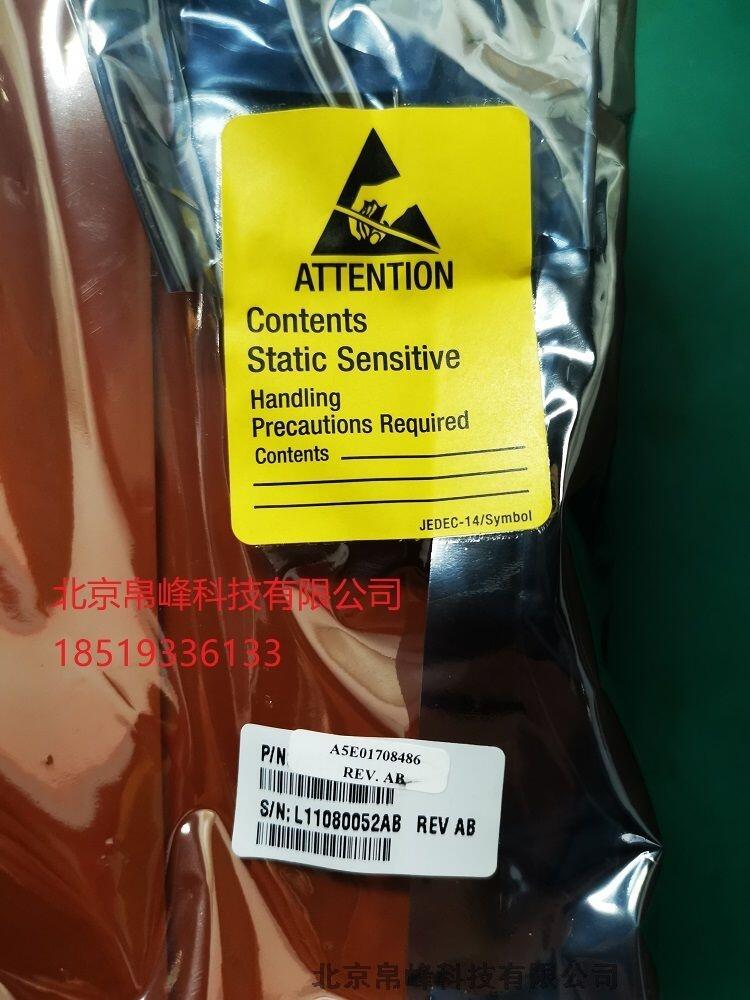 ATTENTION
Contents
Static Sensitive
Handling
Precautions Required
Contents
JEDEC-14/Symbol
北京帛峰科技有限公司
18519336133
P/N: A5E01708486
REV. AB
S/N: L11080052AB REV AB
北京帛峰科技有限公司